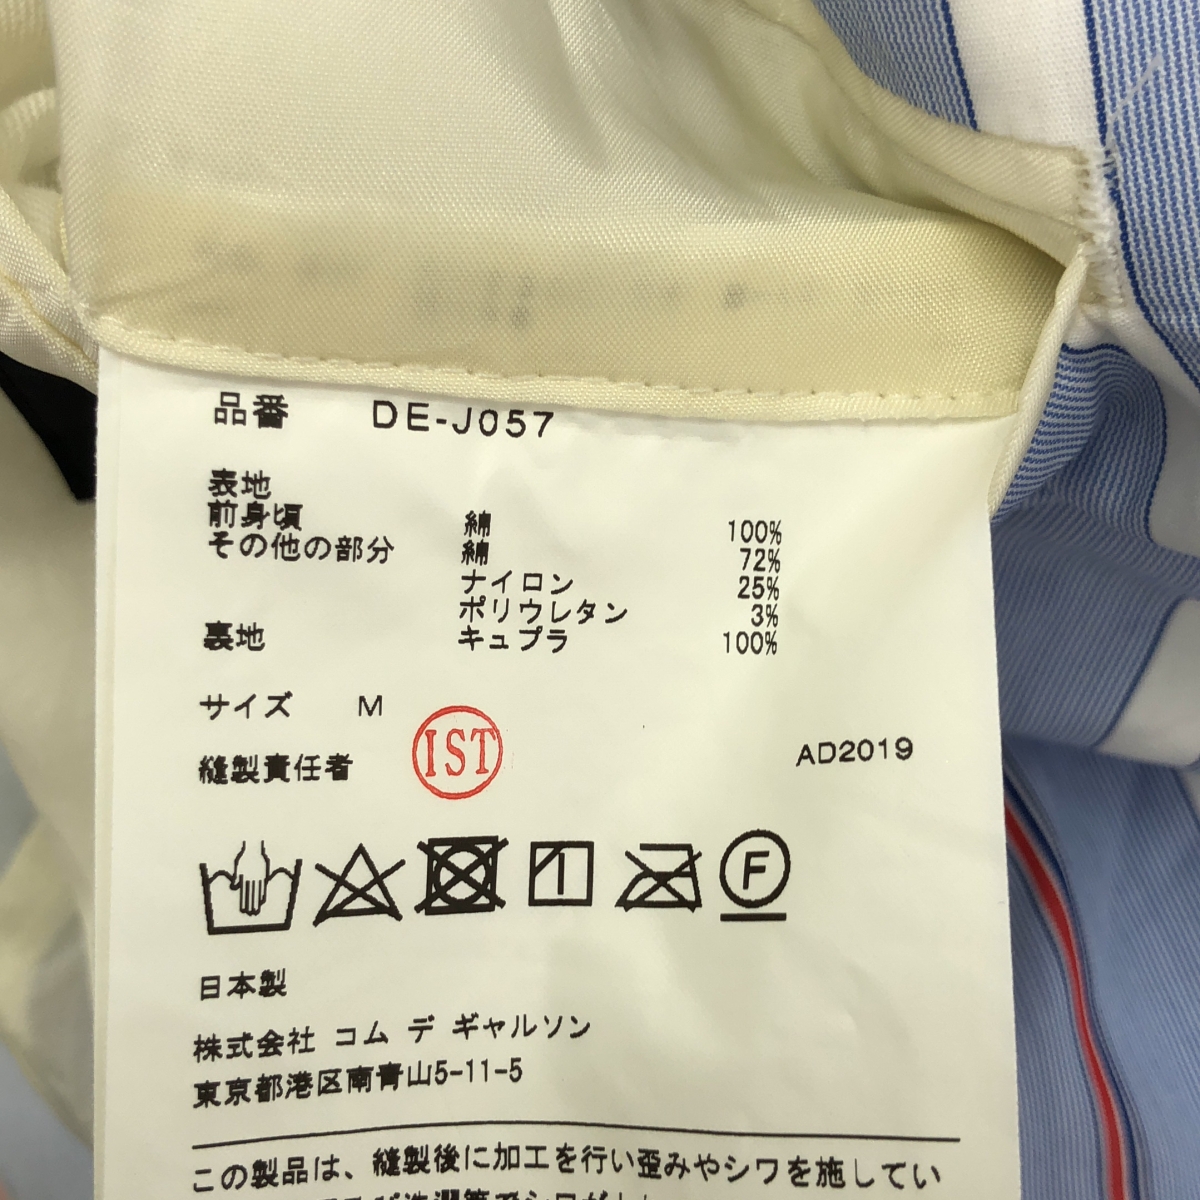 品番 DE-J057
表地
前身頃 綿 100%
その他の部分 綿 72%
ナイロン 25%
ポリウレタン 3%
裏地 キュプラ 100%
サイズ M
縫製責任者 IST AD2019
F
日本製
株式会社 コム デ ギャルソン
東京都港区南青山5-11-5
この製品は、縫製後に加工を行い歪みやシワを施してい